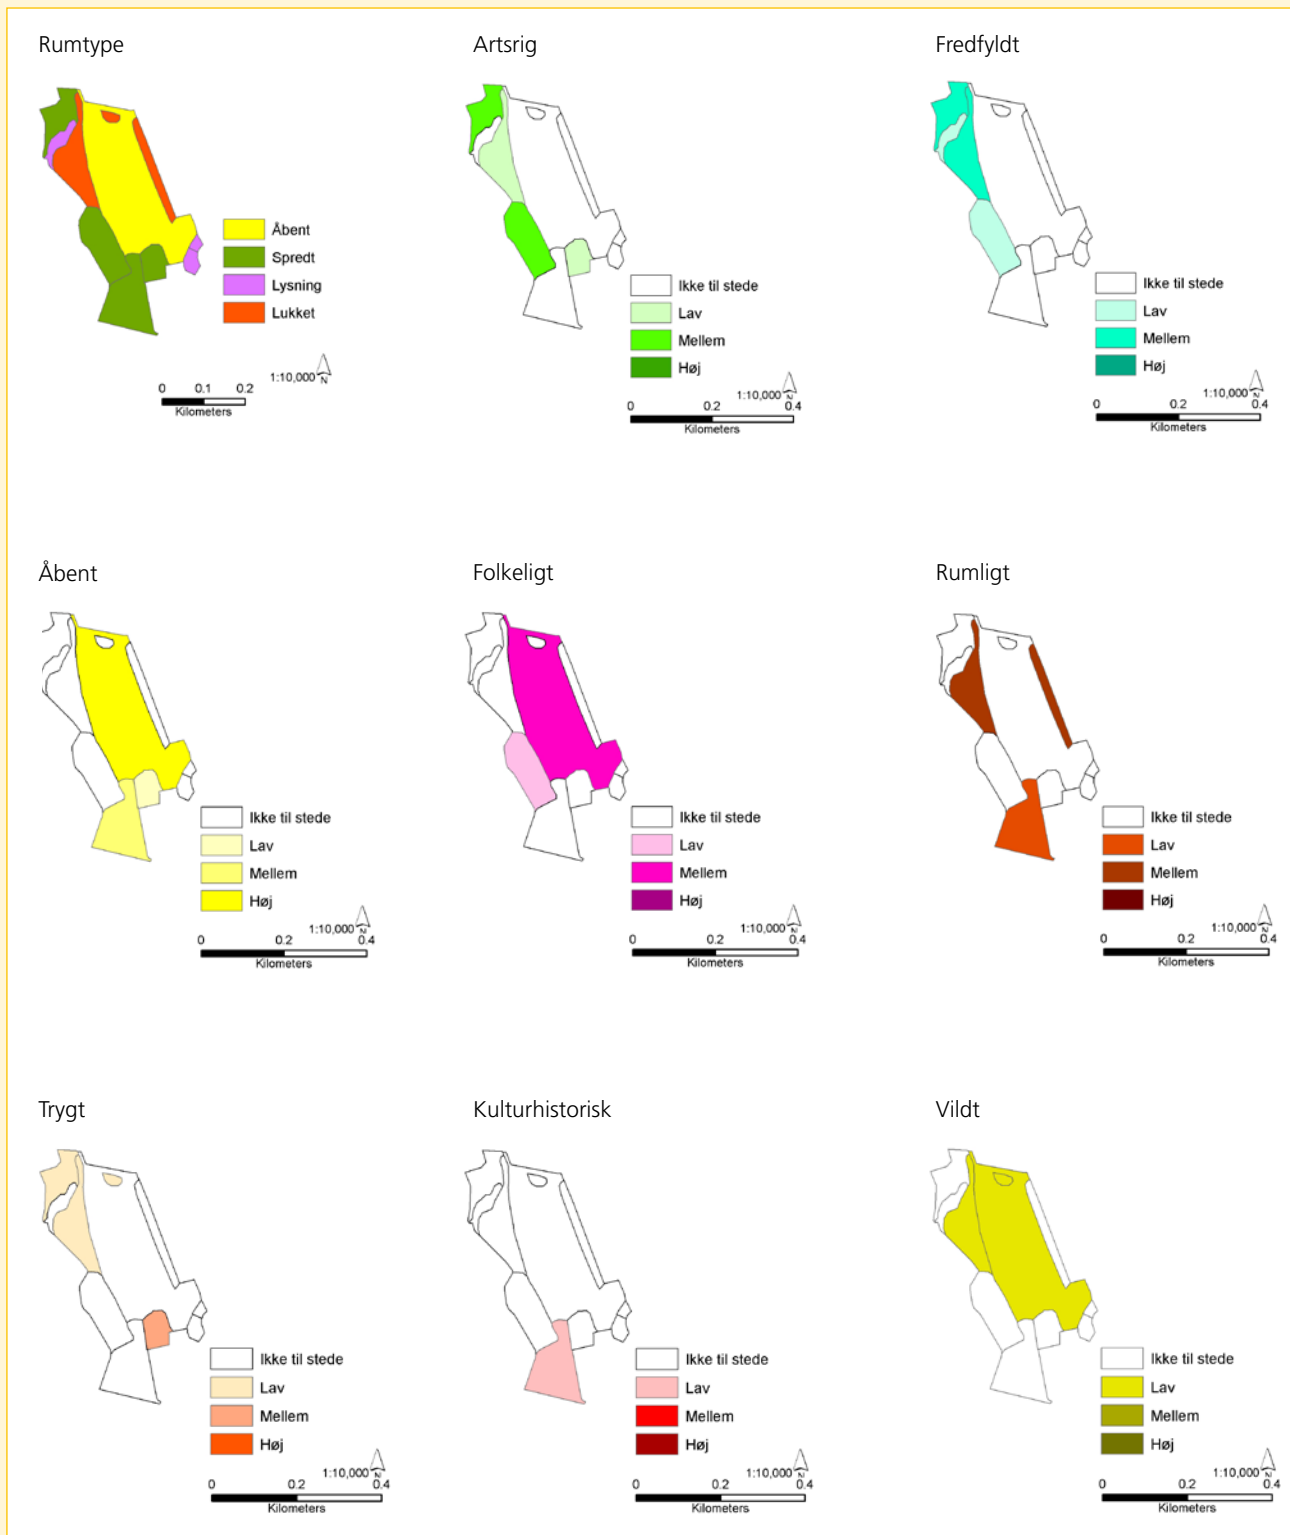 Rumtype
Åbent
Spredt
Lysning
Lukket
1:10,000
N
0 0.1 0.2
Kilometers
Artsrig
Ikke til stede
Lav
Mellem
Høj
1:10,000
N
0 0.2 0.4
Kilometers
Fredfyldt
Ikke til stede
Lav
Mellem
Høj
1:10,000
N
0 0.2 0.4
Kilometers
Åbent
Ikke til stede
Lav
Mellem
Høj
1:10,000
N
0 0.2 0.4
Kilometers
Folkeligt
Ikke til stede
Lav
Mellem
Høj
1:10,000
N
0 0.2 0.4
Kilometers
Rumligt
Ikke til stede
Lav
Mellem
Høj
1:10,000
N
0 0.2 0.4
Kilometers
Trygt
Ikke til stede
Lav
Mellem
Høj
1:10,000
N
0 0.2 0.4
Kilometers
Kulturhistorisk
Ikke til stede
Lav
Mellem
Høj
1:10,000
N
0 0.2 0.4
Kilometers
Vildt
Ikke til stede
Lav
Mellem
Høj
1:10,000
N
0 0.2 0.4
Kilometers